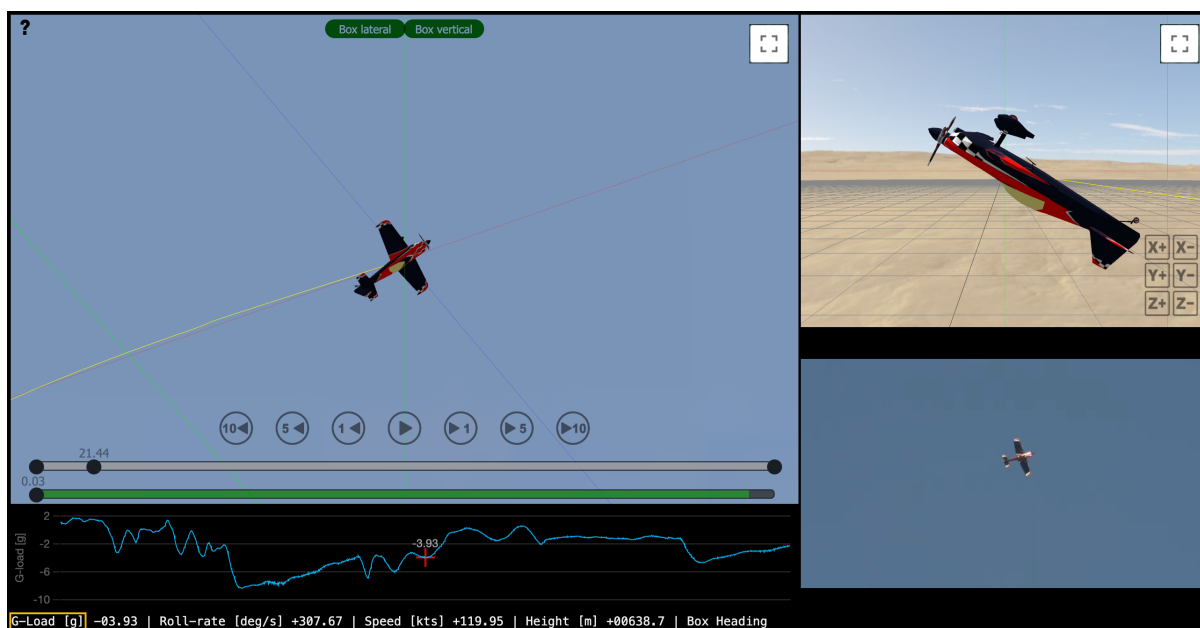 ?
Box lateral
Box vertical
10 5 1 1 5 10
21.44
0.03
X+ X-
Y+ Y-
Z+ Z-
G-load [g]
2
-2
-6
-10
-3.93
G-Load [g] -03.93 | Roll-rate [deg/s] +307.67 | Speed [kts] +119.95 | Height [m] +00638.7 | Box Heading